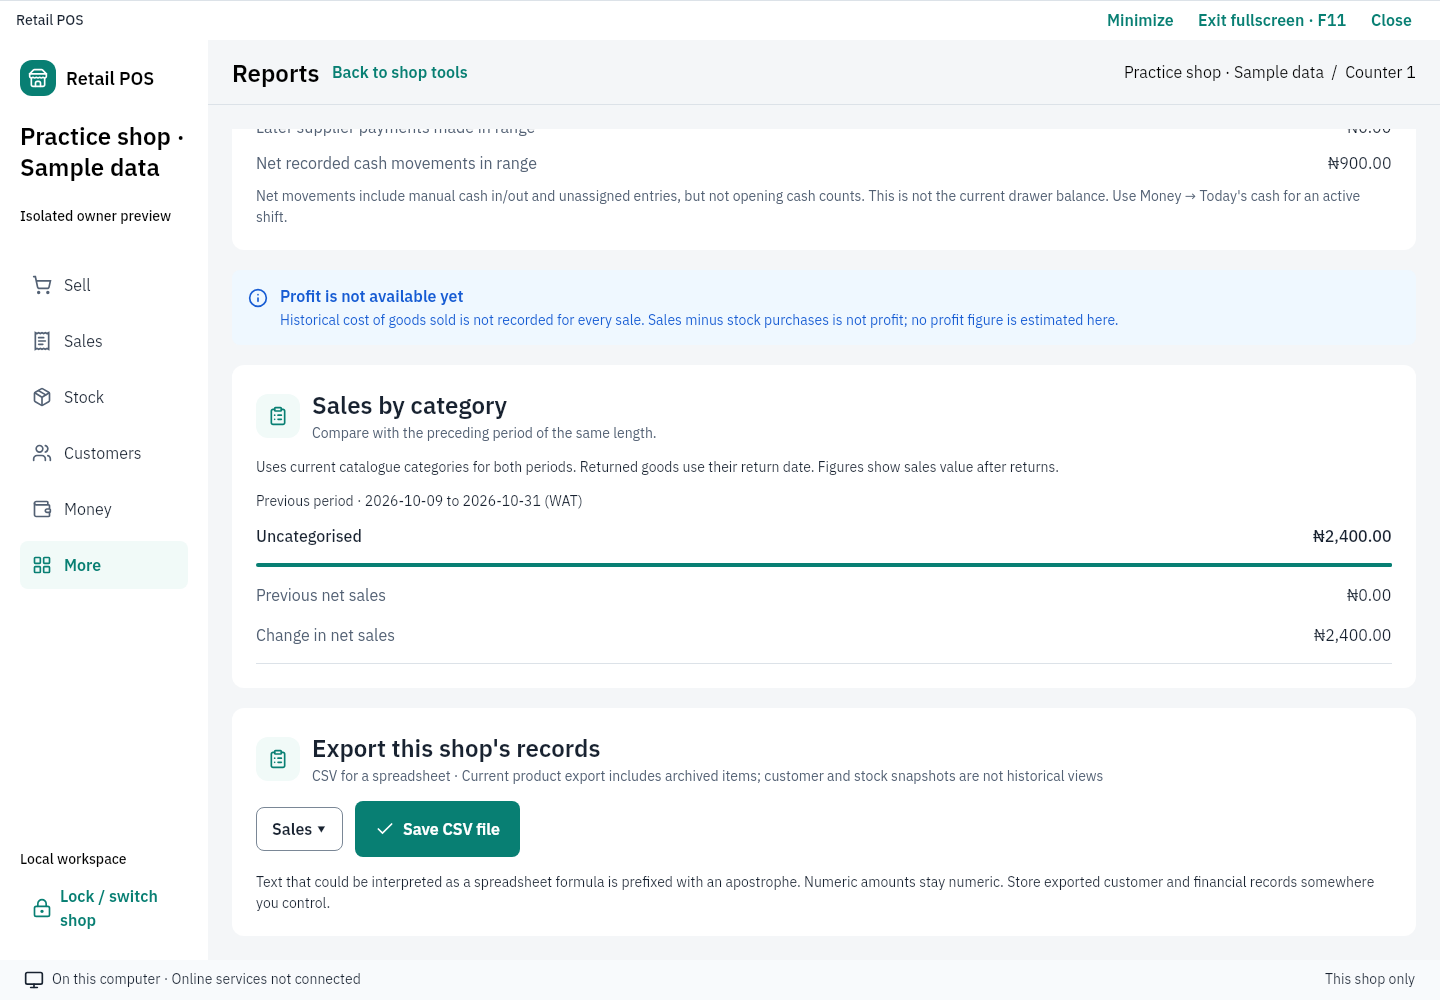 Retail POS
Minimize
Exit fullscreen · F11
Close
Retail POS
Practice shop ·
Sample data
Isolated owner preview
Sell
Sales
Stock
Customers
Money
More
Local workspace
Lock / switch
shop
Reports
Back to shop tools
Practice shop · Sample data / Counter 1
Later supplier payments made in range
₦0.00
Net recorded cash movements in range
₦900.00
Net movements include manual cash in/out and unassigned entries, but not opening cash counts. This is not the current drawer balance. Use Money → Today's cash for an active
shift.
Profit is not available yet
Historical cost of goods sold is not recorded for every sale. Sales minus stock purchases is not profit; no profit figure is estimated here.
Sales by category
Compare with the preceding period of the same length.
Uses current catalogue categories for both periods. Returned goods use their return date. Figures show sales value after returns.
Previous period · 2026-10-09 to 2026-10-31 (WAT)
Uncategorised
₦2,400.00
Previous net sales
₦0.00
Change in net sales
₦2,400.00
Export this shop's records
CSV for a spreadsheet · Current product export includes archived items; customer and stock snapshots are not historical views
Sales ▾
Save CSV file
Text that could be interpreted as a spreadsheet formula is prefixed with an apostrophe. Numeric amounts stay numeric. Store exported customer and financial records somewhere
you control.
On this computer · Online services not connected
This shop only